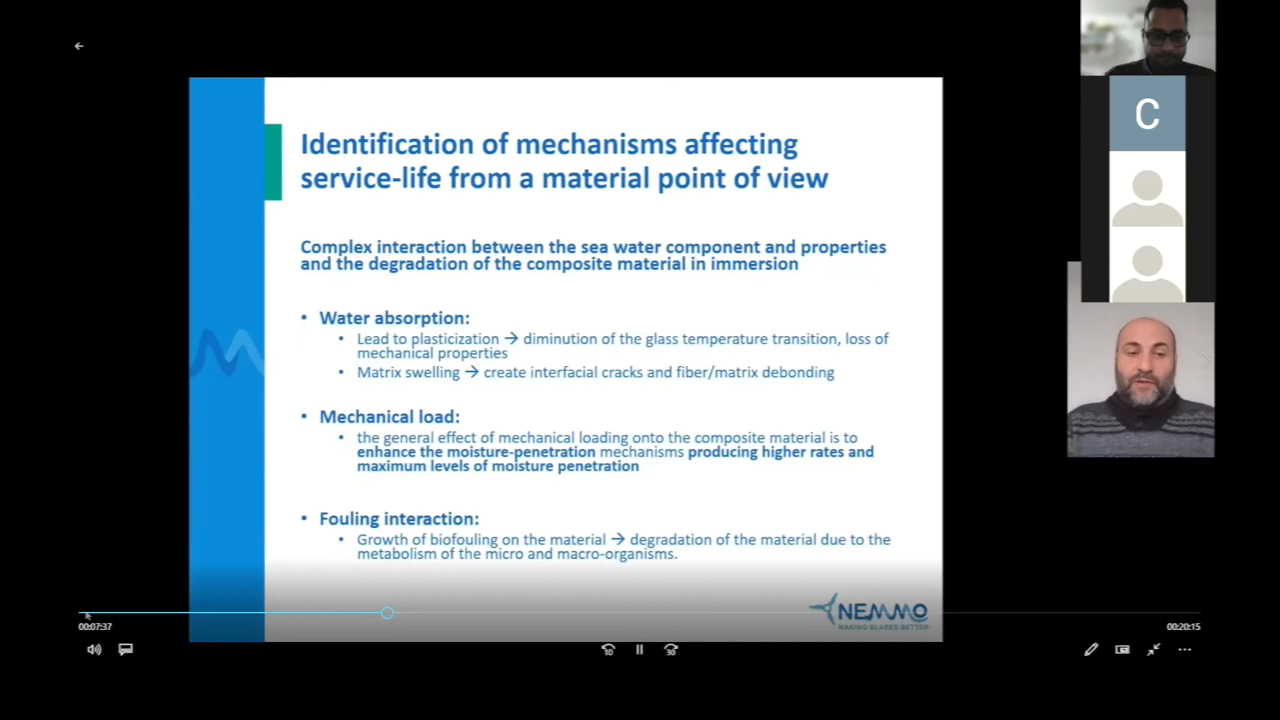 C
Identification of mechanisms affecting
service-life from a material point of view
Complex interaction between the sea water component and properties
and the degradation of the composite material in immersion
• Water absorption:
• Lead to plasticization → diminution of the glass temperature transition, loss of
mechanical properties
• Matrix swelling → create interfacial cracks and fiber/matrix debonding
• Mechanical load:
• the general effect of mechanical loading onto the composite material is to
enhance the moisture-penetration mechanisms producing higher rates and
maximum levels of moisture penetration
• Fouling interaction:
• Growth of biofouling on the material → degradation of the material due to the
metabolism of the micro and macro-organisms.
NEMMO
MAKING BLADES BETTER
00:07:37
00:20:15
10
30